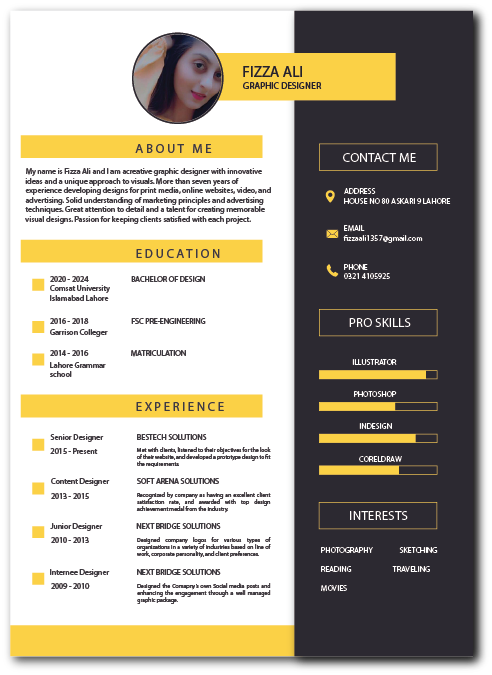 FIZZA ALI
GRAPHIC DESIGNER
ABOUT ME
My name is Fizza Ali and I am acreative graphic designer with innovative
ideas and a unique approach to visuals. More than seven years of
experience developing designs for print media, online websites, video, and
advertising. Solid understanding of marketing principles and advertising
techniques. Great attention to detail and a talent for creating memorable
visual designs. Passion for keeping clients satisfied with each project.
EDUCATION
2020 - 2024 BACHELOR OF DESIGN
Comsat University
Islamabad Lahore
2016 - 2018 FSC PRE-ENGINEERING
Garrison Colleger
2014 - 2016 MATRICULATION
Lahore Grammar
school
EXPERIENCE
Senior Designer BESTECH SOLUTIONS
2015 - Present
Met with clients, listened to their objectives for the look
of their website, and developed a prototype design to fit
the requirements
Content Designer SOFT ARENA SOLUTIONS
2013 - 2015
Recognized by company as having an excellent client
satisfaction rate, and awarded with top design
achievement medal from the industry.
Junior Designer NEXT BRIDGE SOLUTIONS
2010 - 2013
Designed company logos for various types of
organizations in a variety of industries based on line of
work, corporate personality, and client preferences.
Internee Designer NEXT BRIDGE SOLUTIONS
2009 - 2010
Designed the Comapny's own Social media posts and
enhancing the engagement through a well managed
graphic package.
CONTACT ME
ADDRESS
HOUSE NO 80 ASKARI 9 LAHORE
EMAIL
fizzaali1357@gmail.com
PHONE
0321 4105925
PRO SKILLS
ILLUSTRATOR
PHOTOSHOP
INDESIGN
CORELDRAW
INTERESTS
PHOTOGRAPHY SKETCHING
READING TRAVELING
MOVIES